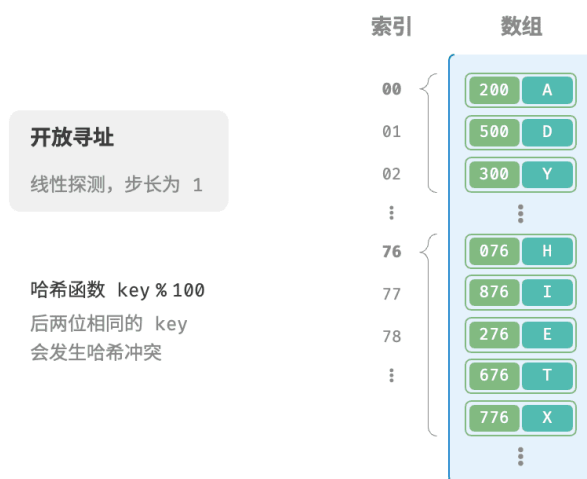 索引 数组
00 200 A
01 500 D
02 300 Y
开放寻址
线性探测，步长为 1
76 076 H
77 876 I
78 276 E
676 T
776 X
哈希函数 key % 100
后两位相同的 key
会发生哈希冲突